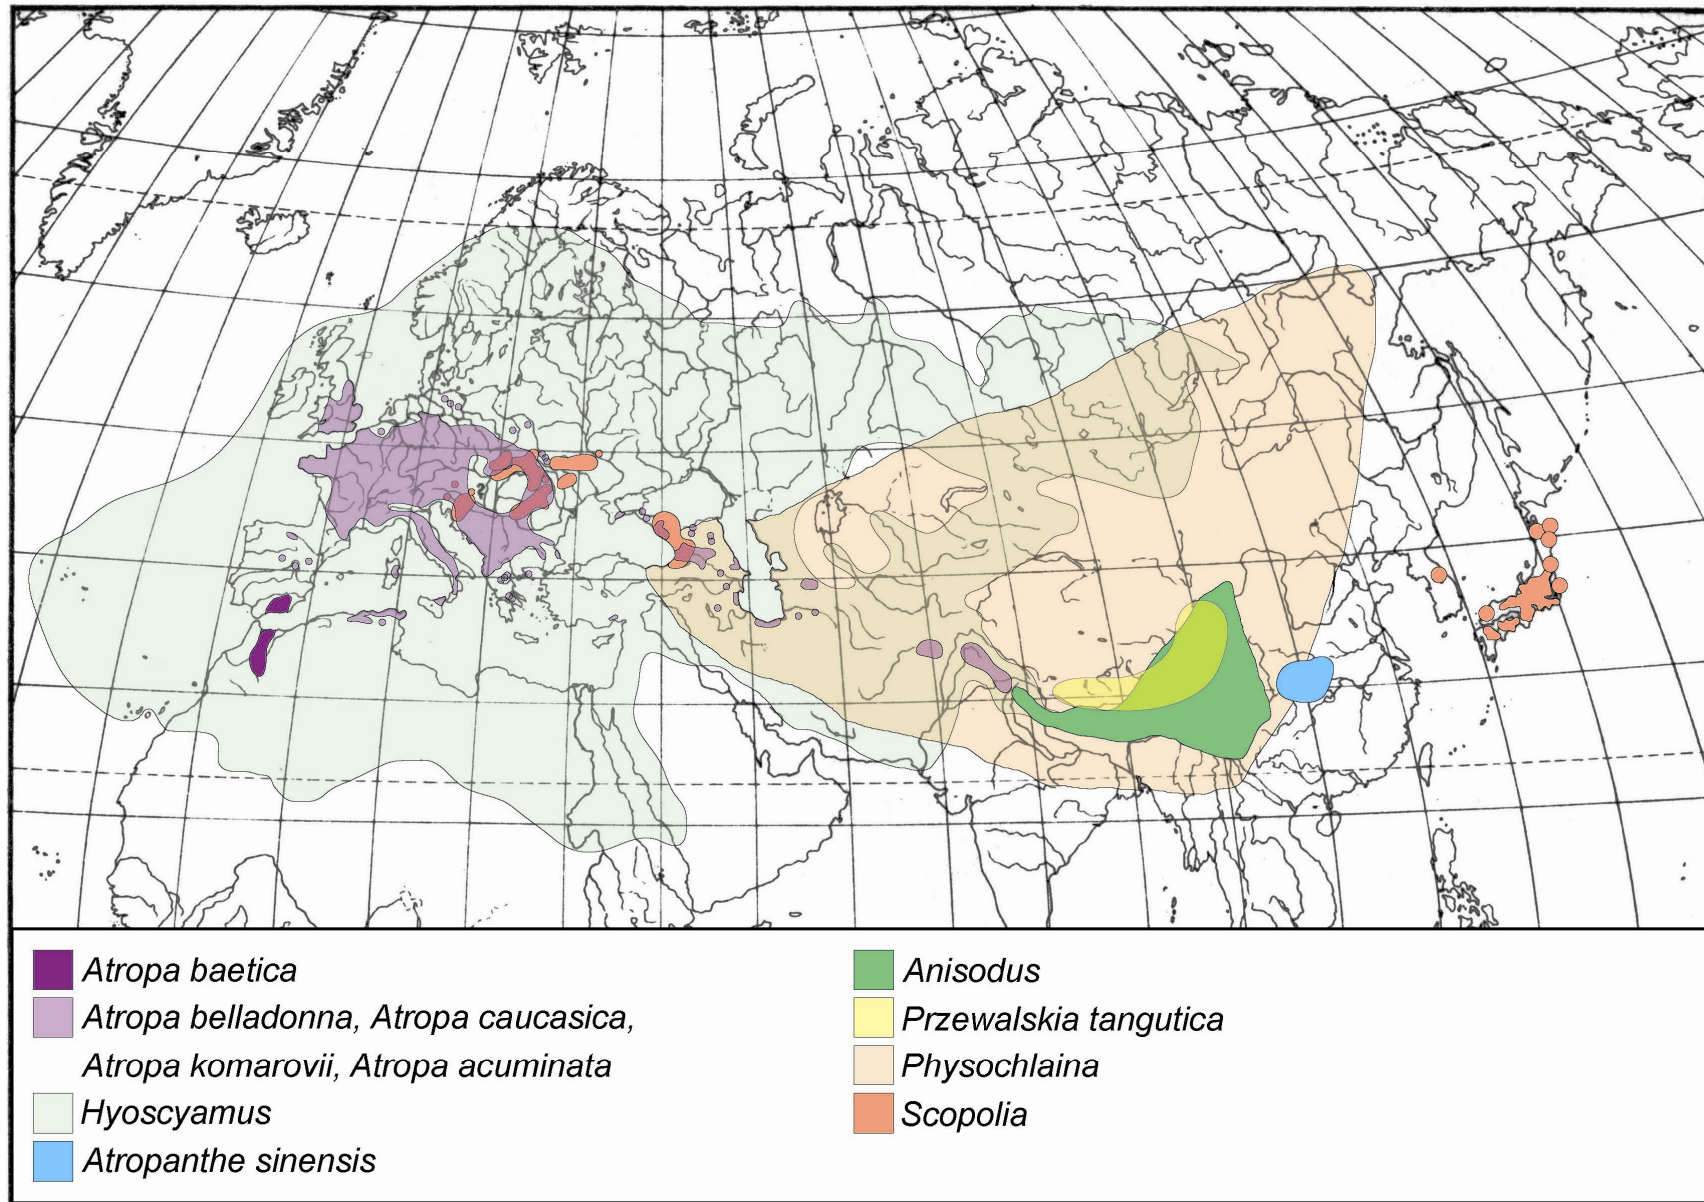 Atropa baetica
Atropa belladonna, Atropa caucasica,
Atropa komarovii, Atropa acuminata
Hyoscyamus
Atropanthe sinensis
Anisodus
Przewalskia tangutica
Physochlaina
Scopolia